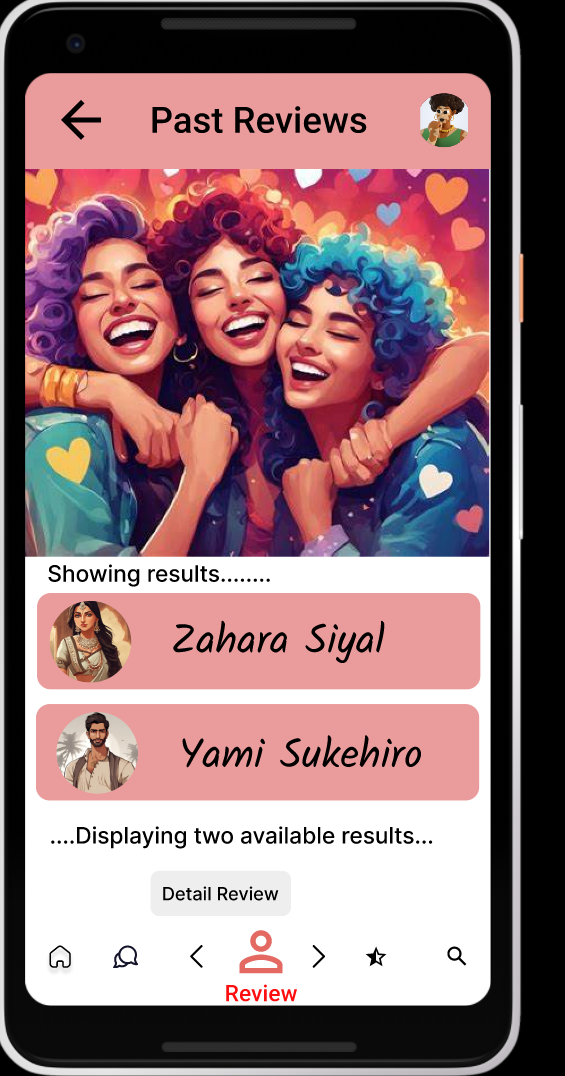 Past Reviews
Showing results........
Zahara Siyal
Yami Sukehiro
....Displaying two available results...
Detail Review
Review